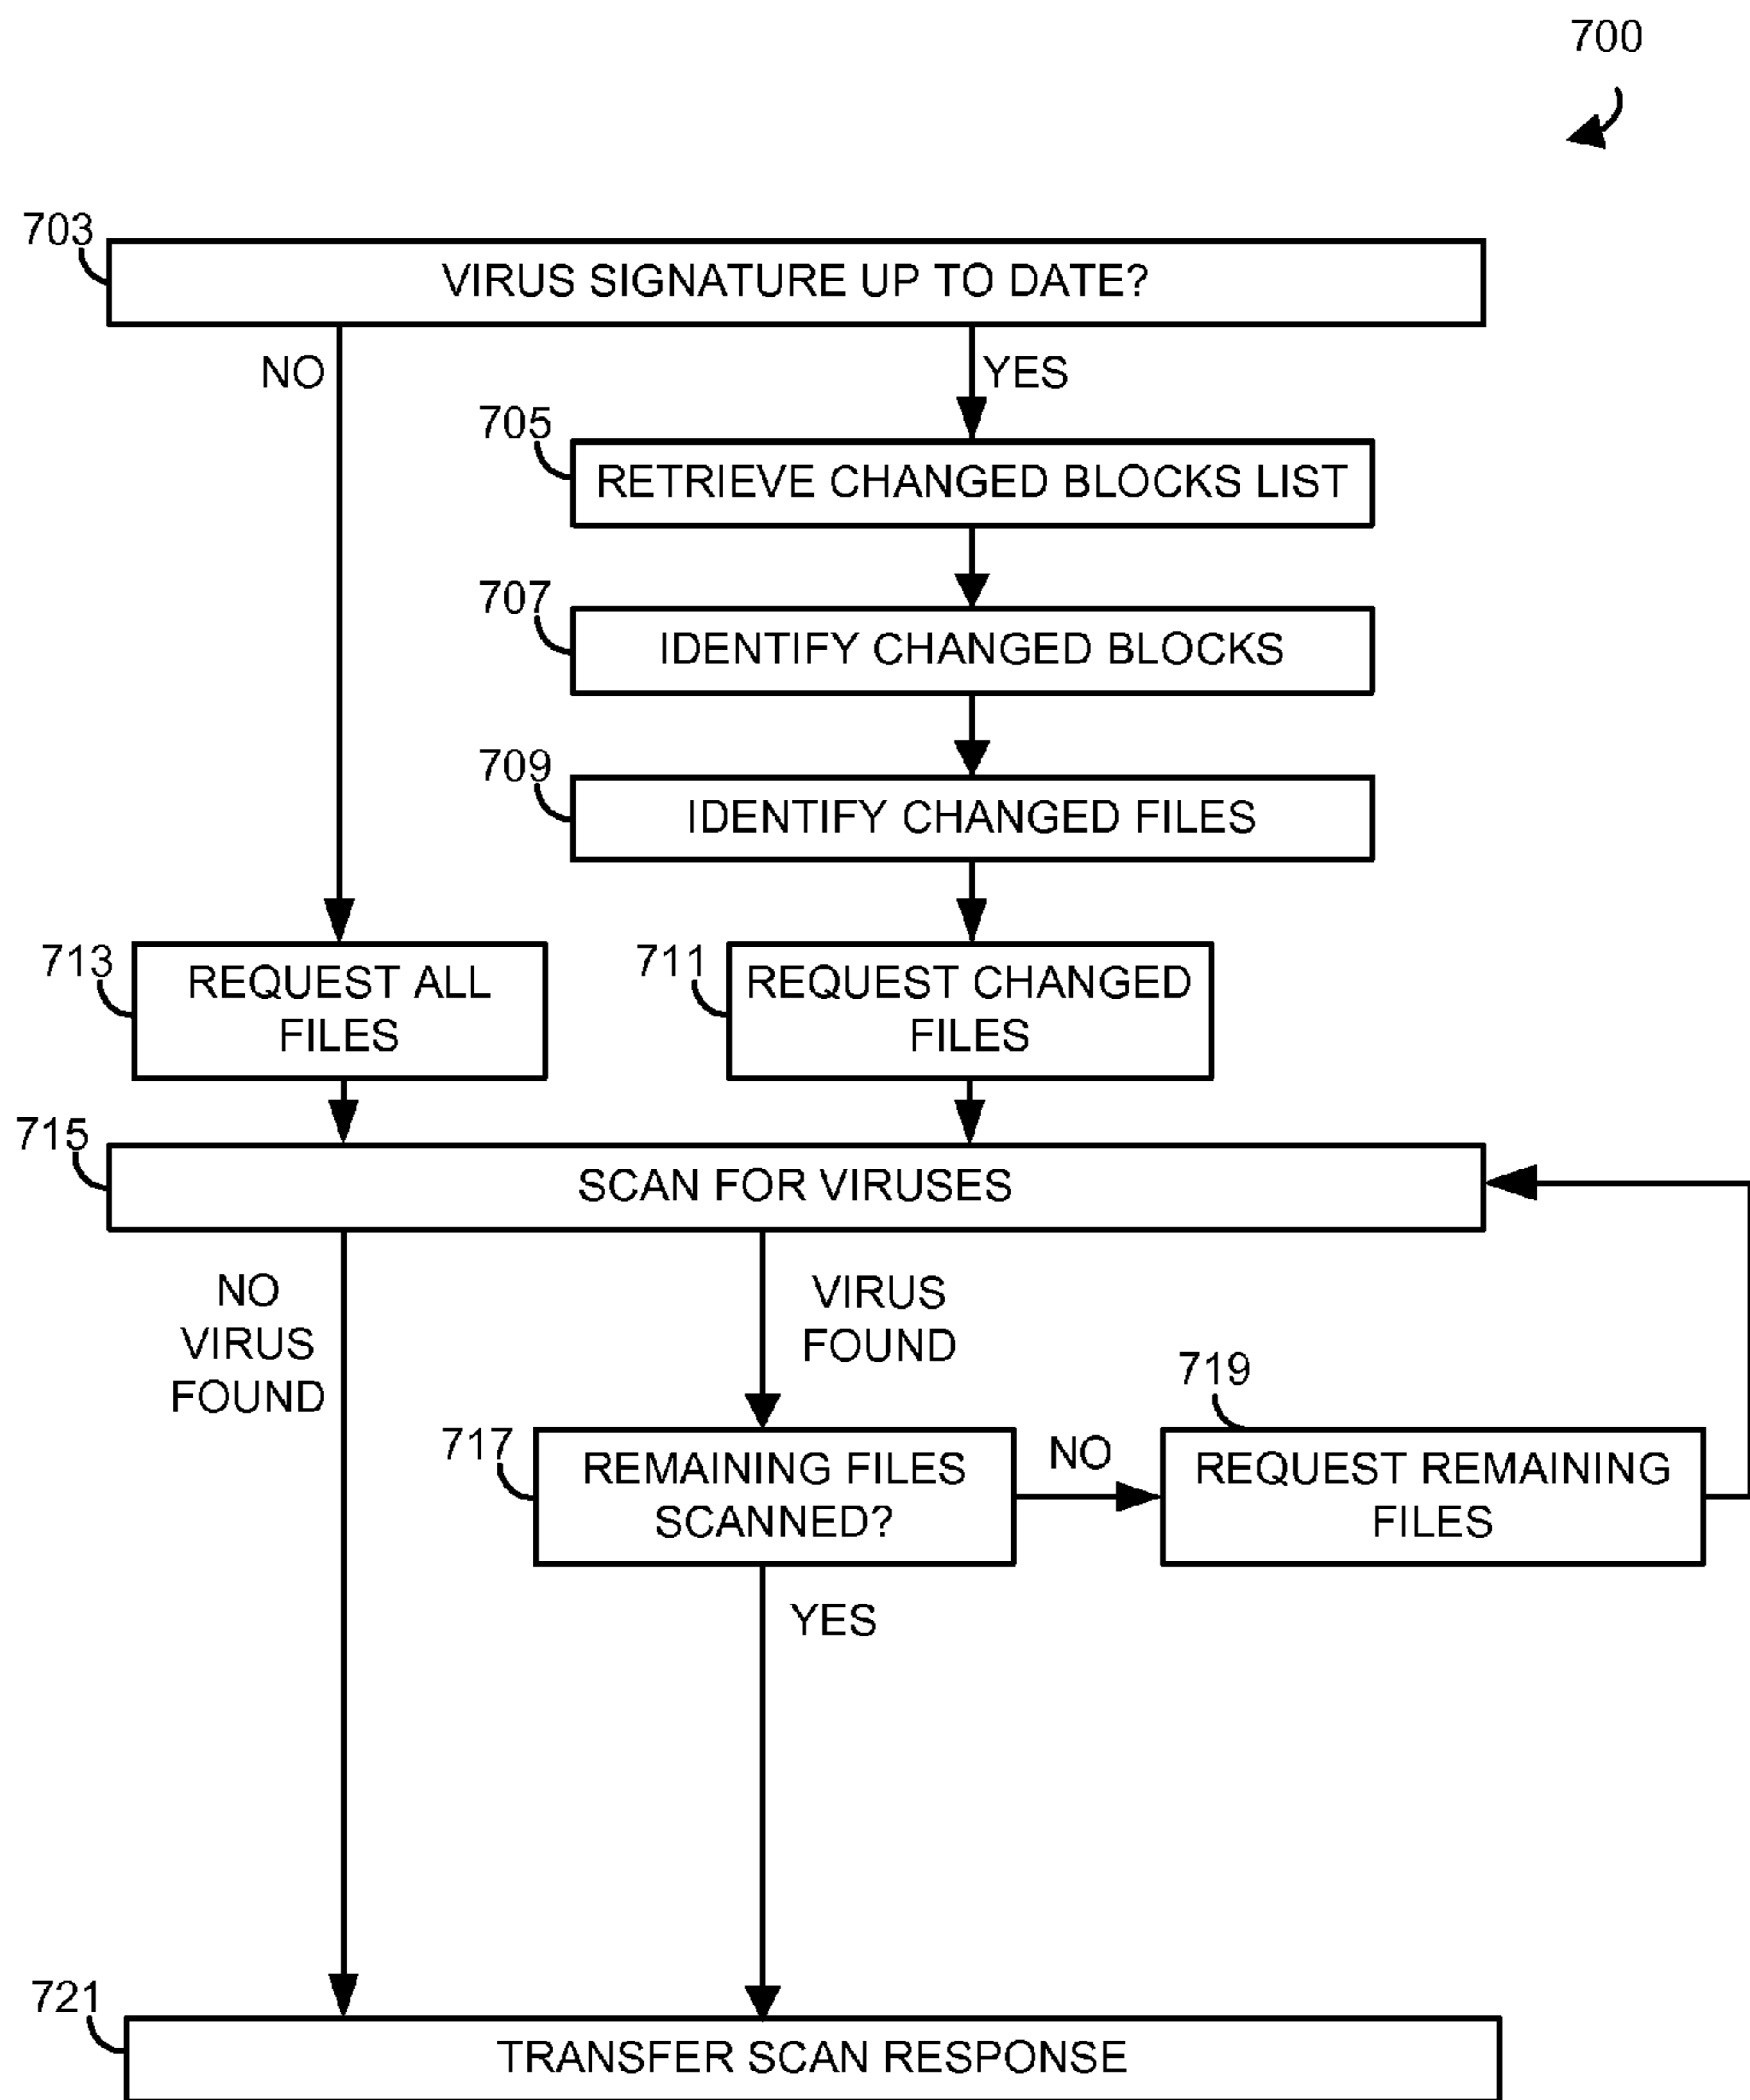 700
703
VIRUS SIGNATURE UP TO DATE?
NO
YES
705
RETRIEVE CHANGED BLOCKS LIST
707
IDENTIFY CHANGED BLOCKS
709
IDENTIFY CHANGED FILES
713
REQUEST ALL
FILES
711
REQUEST CHANGED
FILES
715
SCAN FOR VIRUSES
NO
VIRUS
FOUND
VIRUS
FOUND
717
REMAINING FILES
SCANNED?
NO
719
REQUEST REMAINING
FILES
YES
721
TRANSFER SCAN RESPONSE